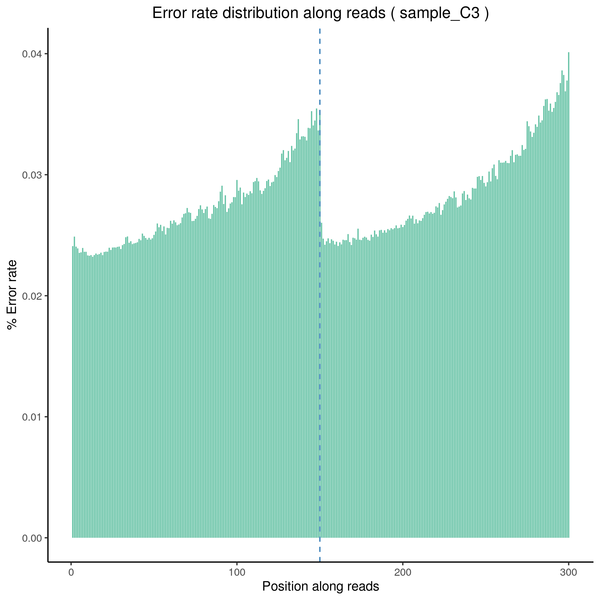 Error rate distribution along reads ( sample_C3 )
% Error rate
0.04
0.03
0.02
0.01
0.00
0 100 200 300
Position along reads